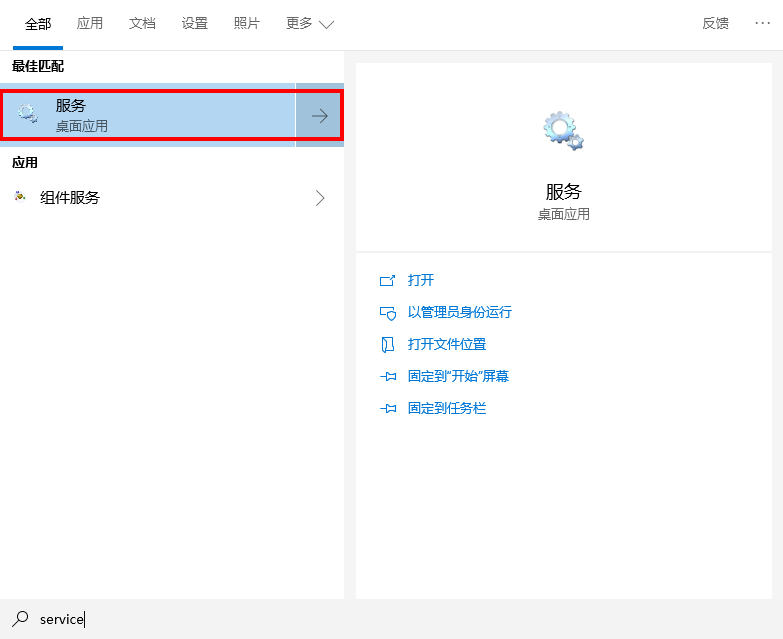 全部 应用 文档 设置 照片 更多 反馈 ···
最佳匹配
服务
桌面应用
应用
组件服务
服务
桌面应用
打开
以管理员身份运行
打开文件位置
固定到"开始"屏幕
固定到任务栏
service